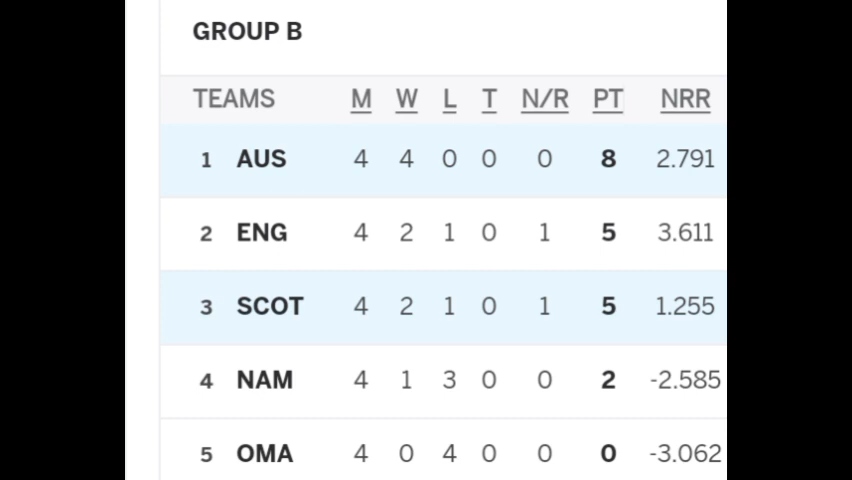 GROUP B
TEAMS M W L T N/R PT NRR
1 AUS 4 4 0 0 0 8 2.791
2 ENG 4 2 1 0 1 5 3.611
3 SCOT 4 2 1 0 1 5 1.255
4 NAM 4 1 3 0 0 2 -2.585
5 OMA 4 0 4 0 0 0 -3.062